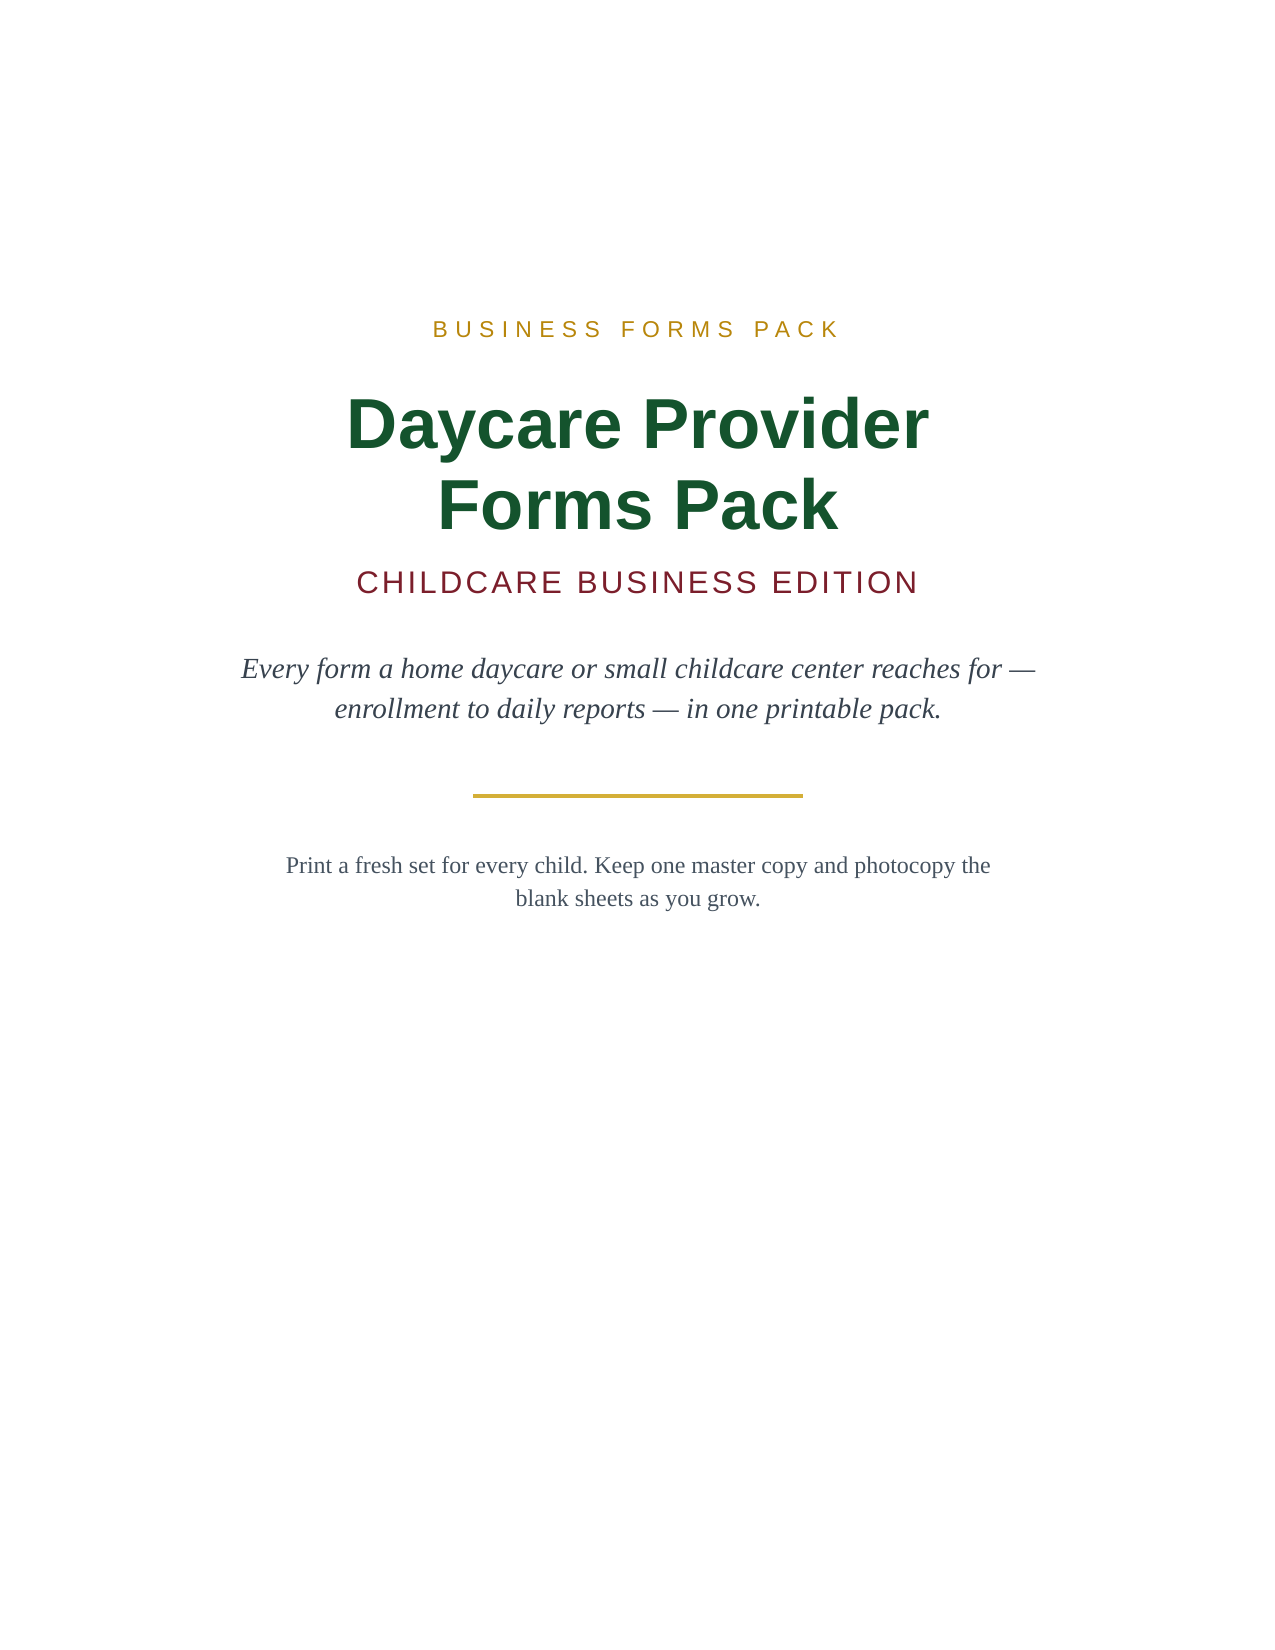 BUSINESS FORMS PACK
Daycare Provider
Forms Pack
CHILDCARE BUSINESS EDITION
Every form a home daycare or small childcare center reaches for —
enrollment to daily reports — in one printable pack.
Print a fresh set for every child. Keep one master copy and photocopy the
blank sheets as you grow.